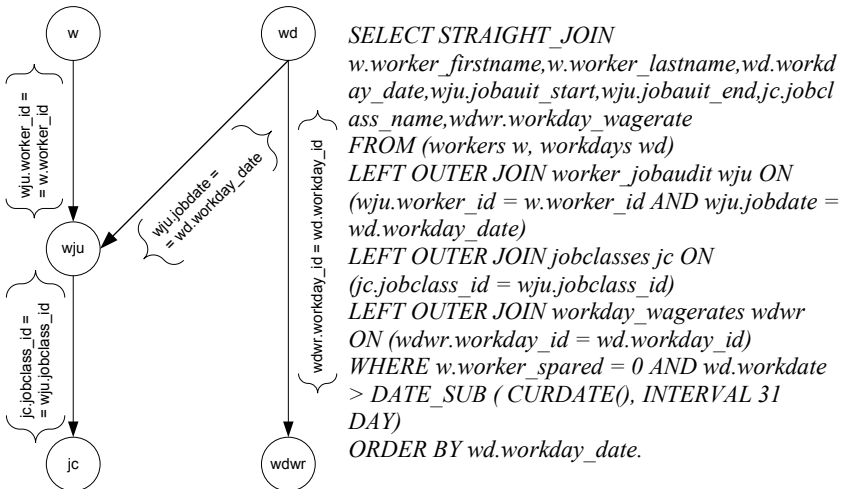 w
wd
wju.worker_id =
= w.worker_id
wju.jobdate =
= wd.workday_date
wdwr.workday_id = wd.workday_id
wju
jc.jobclass_id =
= wju.jobclass_id
jc
wdwr
SELECT STRAIGHT_JOIN
w.worker_firstname,w.worker_lastname,wd.workd
ay_date,wju.jobauit_start,wju.jobauit_end,jc.jobcl
ass_name,wdwr.workday_wagerate
FROM (workers w, workdays wd)
LEFT OUTER JOIN worker_jobaudit wju ON
(wju.worker_id = w.worker_id AND wju.jobdate =
wd.workday_date)
LEFT OUTER JOIN jobclasses jc ON
(jc.jobclass_id = wju.jobclass_id)
LEFT OUTER JOIN workday_wagerates wdwr
ON (wdwr.workday_id = wd.workday_id)
WHERE w.worker_spared = 0 AND wd.workdate
> DATE_SUB ( CURDATE(), INTERVAL 31
DAY)
ORDER BY wd.workday_date.